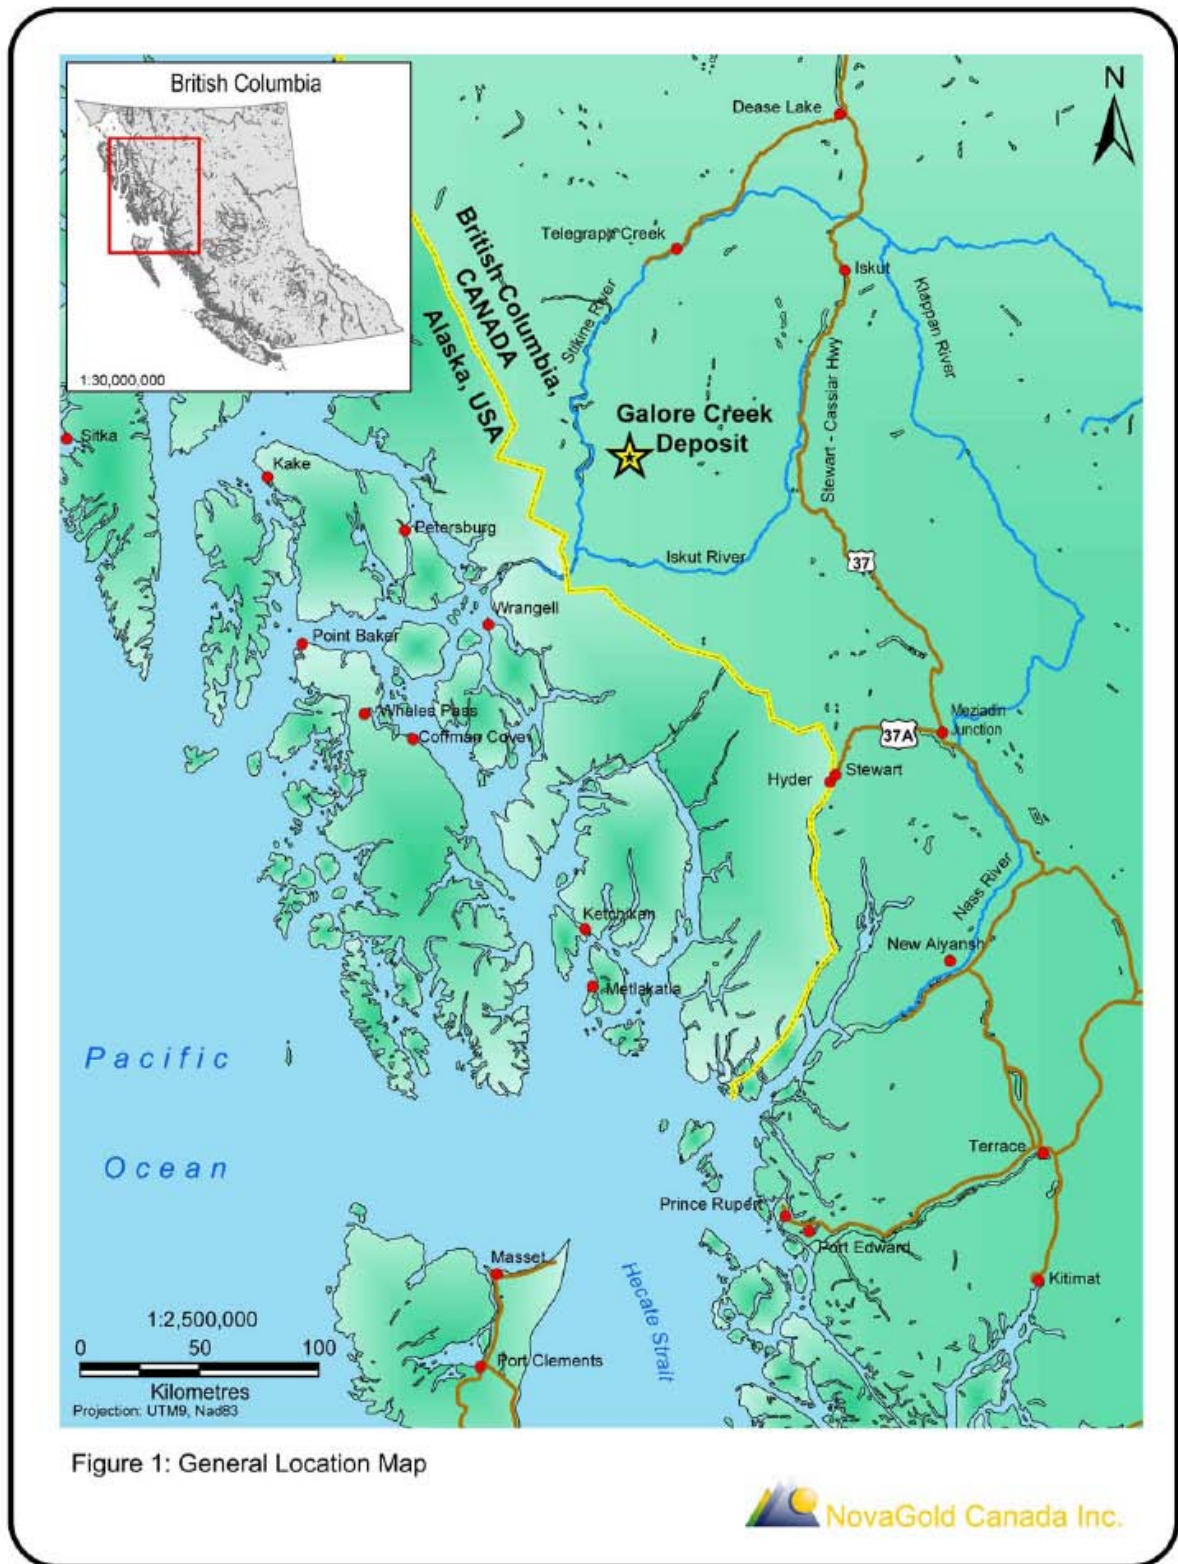 British Columbia
1:30,000,000
N
Dease Lake
Telegraph Creek
Iskut
British Columbia,
CANADA
Alaska, USA
Stikine River
Klappan River
Stewart - Cassiar Hwy
Galore Creek
Deposit
Sitka
Kake
Petersburg
Iskut River
37
Wrangell
Point Baker
Whales Pass
Coffman Cove
Meziadin
Junction
37A
Stewart
Hyder
Nass River
Ketchikan
New Aiyansh
Metlakatla
Pacific
Ocean
Terrace
Prince Rupert
Port Edward
Masset
Kitimat
Hecate Strait
1:2,500,000
0 50 100
Kilometres
Projection: UTM9, Nad83
Port Clements
Figure 1: General Location Map
NovaGold Canada Inc.